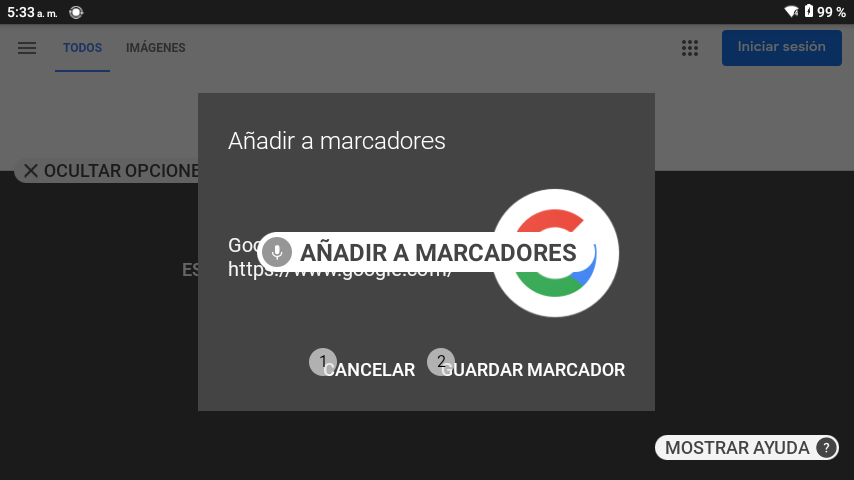 5:33 a. m.
99 %
TODOS
IMÁGENES
Iniciar sesión
Añadir a marcadores
OCULTAR OPCIONE
AÑADIR A MARCADORES
ES
https://www.google.com/
1 CANCELAR
2 GUARDAR MARCADOR
MOSTRAR AYUDA ?